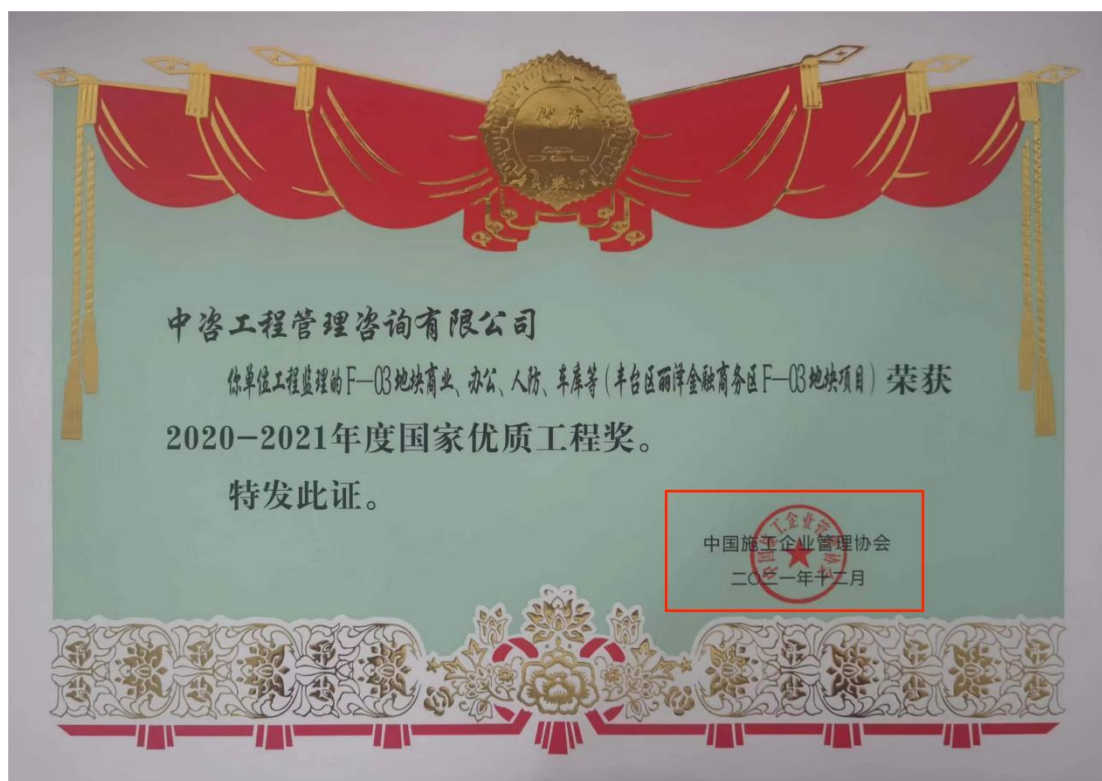 优质
中咨工程管理咨询有限公司
你单位工程监理的F—03地块商业、办公、人防、车库等(丰台区丽泽金融商务区F—03地块项目)荣获
2020-2021年度国家优质工程奖。
特发此证。
中国施工企业管理协会
二〇二一年十二月